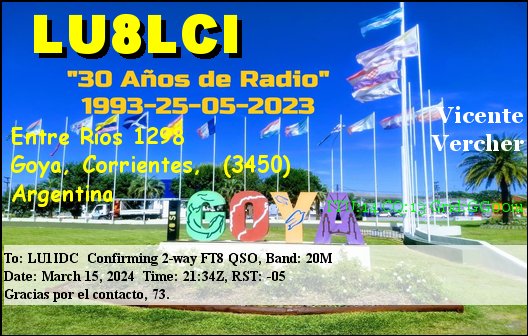 LU8LCI
"30 Años de Radio"
1993-25-05-2023
Vicente
Vercher
Entre Ríos 1298
Goya, Corrientes, (3450)
Argentina
GOYA
To: LU1IDC Confirming 2-way FT8 QSO, Band: 20M
Date: March 15, 2024 Time: 21:34Z, RST: -05
Gracias por el contacto, 73.